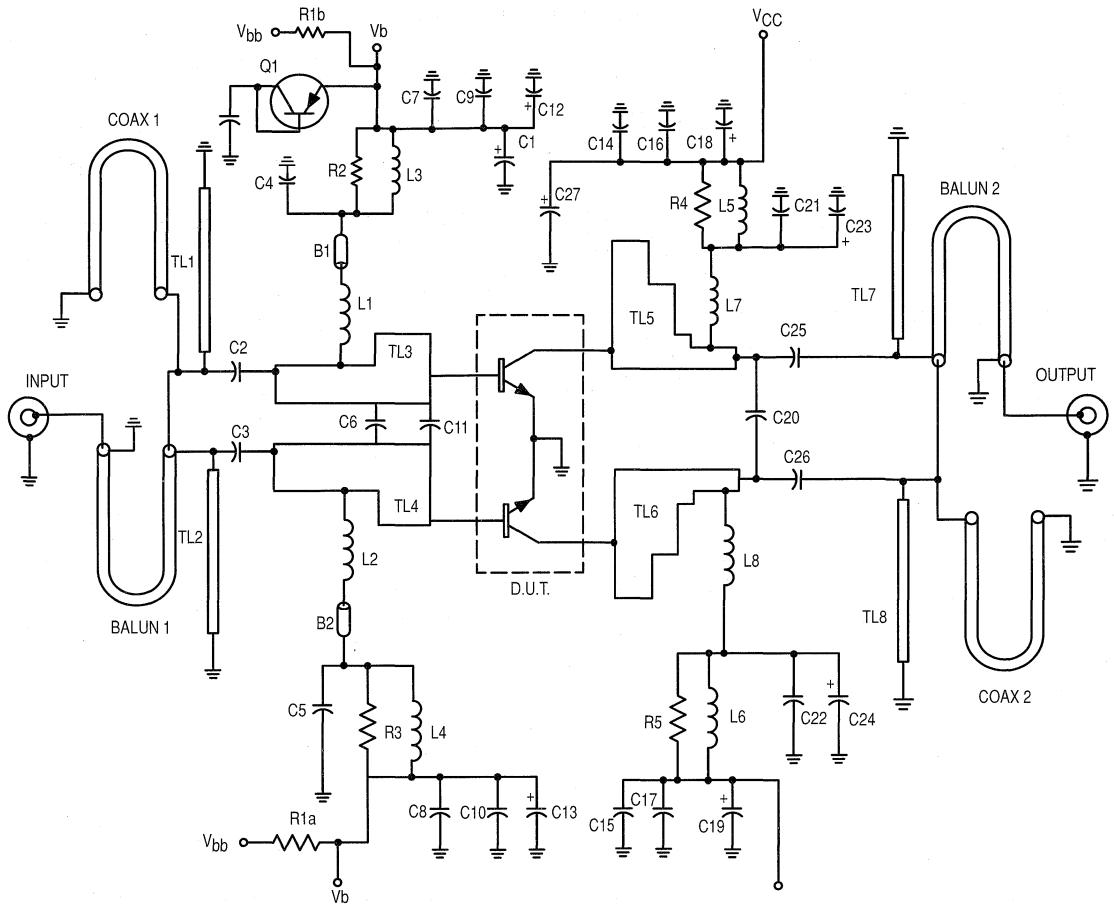 R1b
Vbb
Vb
VCC
Q1
C7
C9
C12
+
C1
+
COAX 1
C14
C16
C18
+
R2
L3
C4
C27
+
R4
L5
C21
C23
+
BALUN 2
TL1
B1
L1
TL5
L7
TL7
C25
TL3
C2
INPUT
OUTPUT
C6
C11
C20
C3
C26
TL4
TL6
TL2
L2
L8
D.U.T.
BALUN 1
B2
TL8
COAX 2
C5
R3
L4
R5
L6
C22
+
C24
C8
C10
+
C13
C15
C17
+
C19
R1a
Vbb
Vb